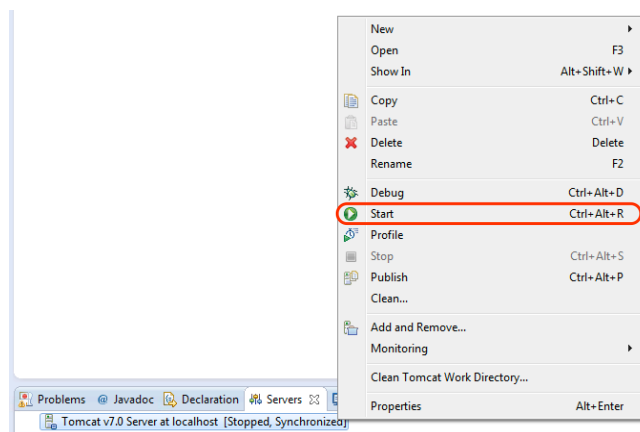 New
Open F3
Show In Alt+Shift+W
Copy Ctrl+C
Paste Ctrl+V
Delete Delete
Rename F2
Debug Ctrl+Alt+D
Start Ctrl+Alt+R
Profile
Stop Ctrl+Alt+S
Publish Ctrl+Alt+P
Clean...
Add and Remove...
Monitoring
Clean Tomcat Work Directory...
Properties Alt+Enter
Problems @ Javadoc Declaration Servers
Tomcat v7.0 Server at localhost [Stopped, Synchronized]